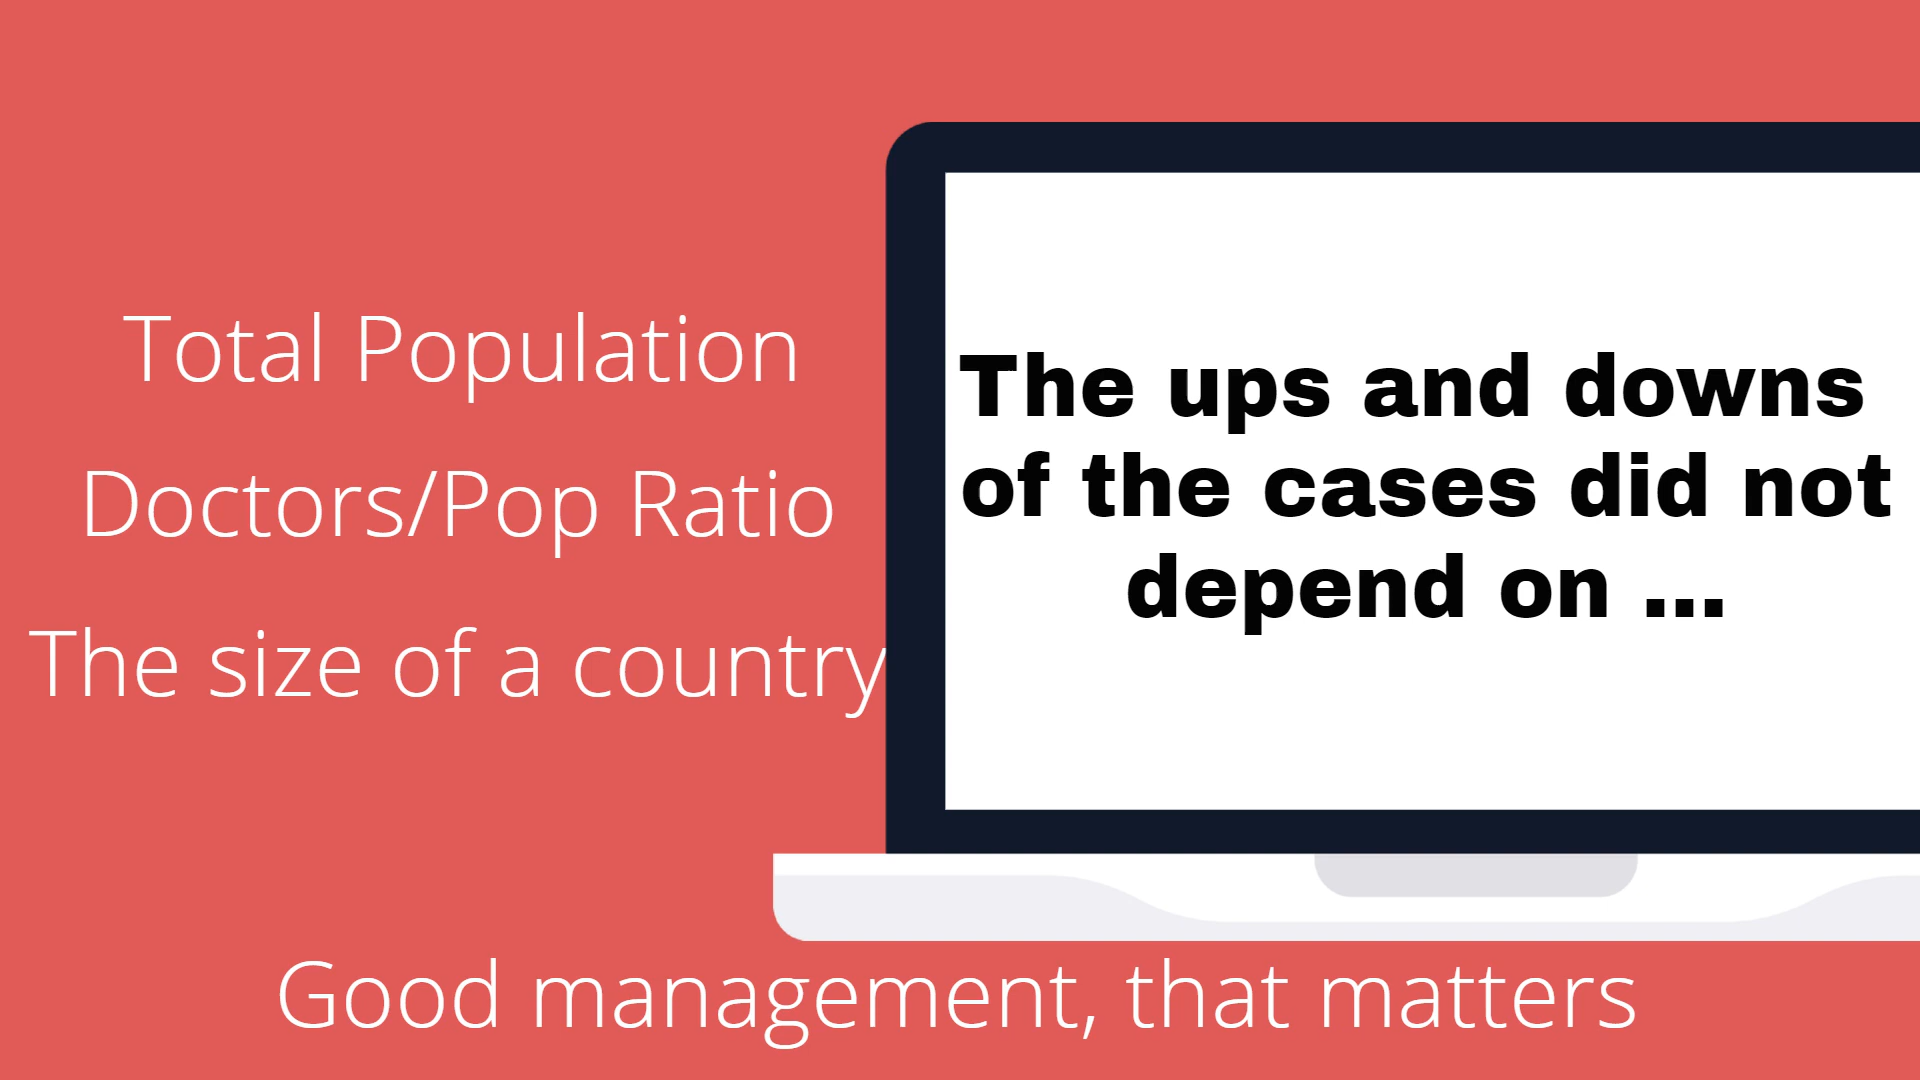 Total Population
Doctors/Pop Ratio
The size of a country
The ups and downs
of the cases did not
depend on ...
Good management, that matters